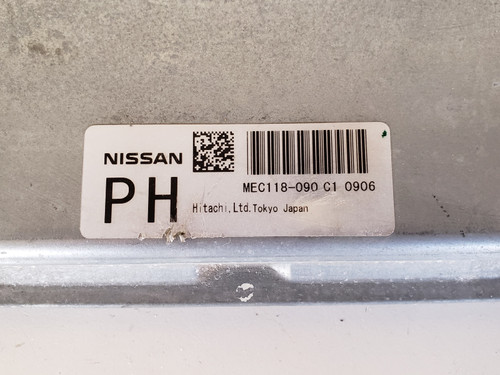 NISSAN
PH
MEC118-090 C1 0906
Hitachi,Ltd.Tokyo Japan